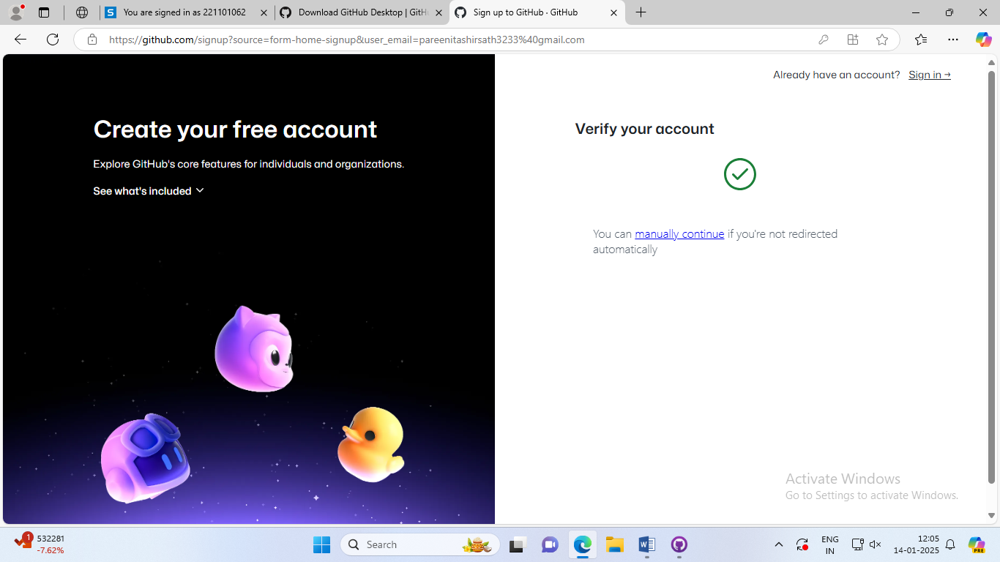 You are signed in as 221101062
Download GitHub Desktop | GitH
Sign up to GitHub · GitHub
https://github.com/signup?source=form-home-signup&user_email=pareenitashirsath3233%40gmail.com
Already have an account? Sign in →
Create your free account
Explore GitHub's core features for individuals and organizations.
See what's included
Verify your account
You can manually continue if you're not redirected
automatically
Activate Windows
Go to Settings to activate Windows.
1
532281
-7.62%
Search
ENG
IN
12:05
14-01-2025
PRE